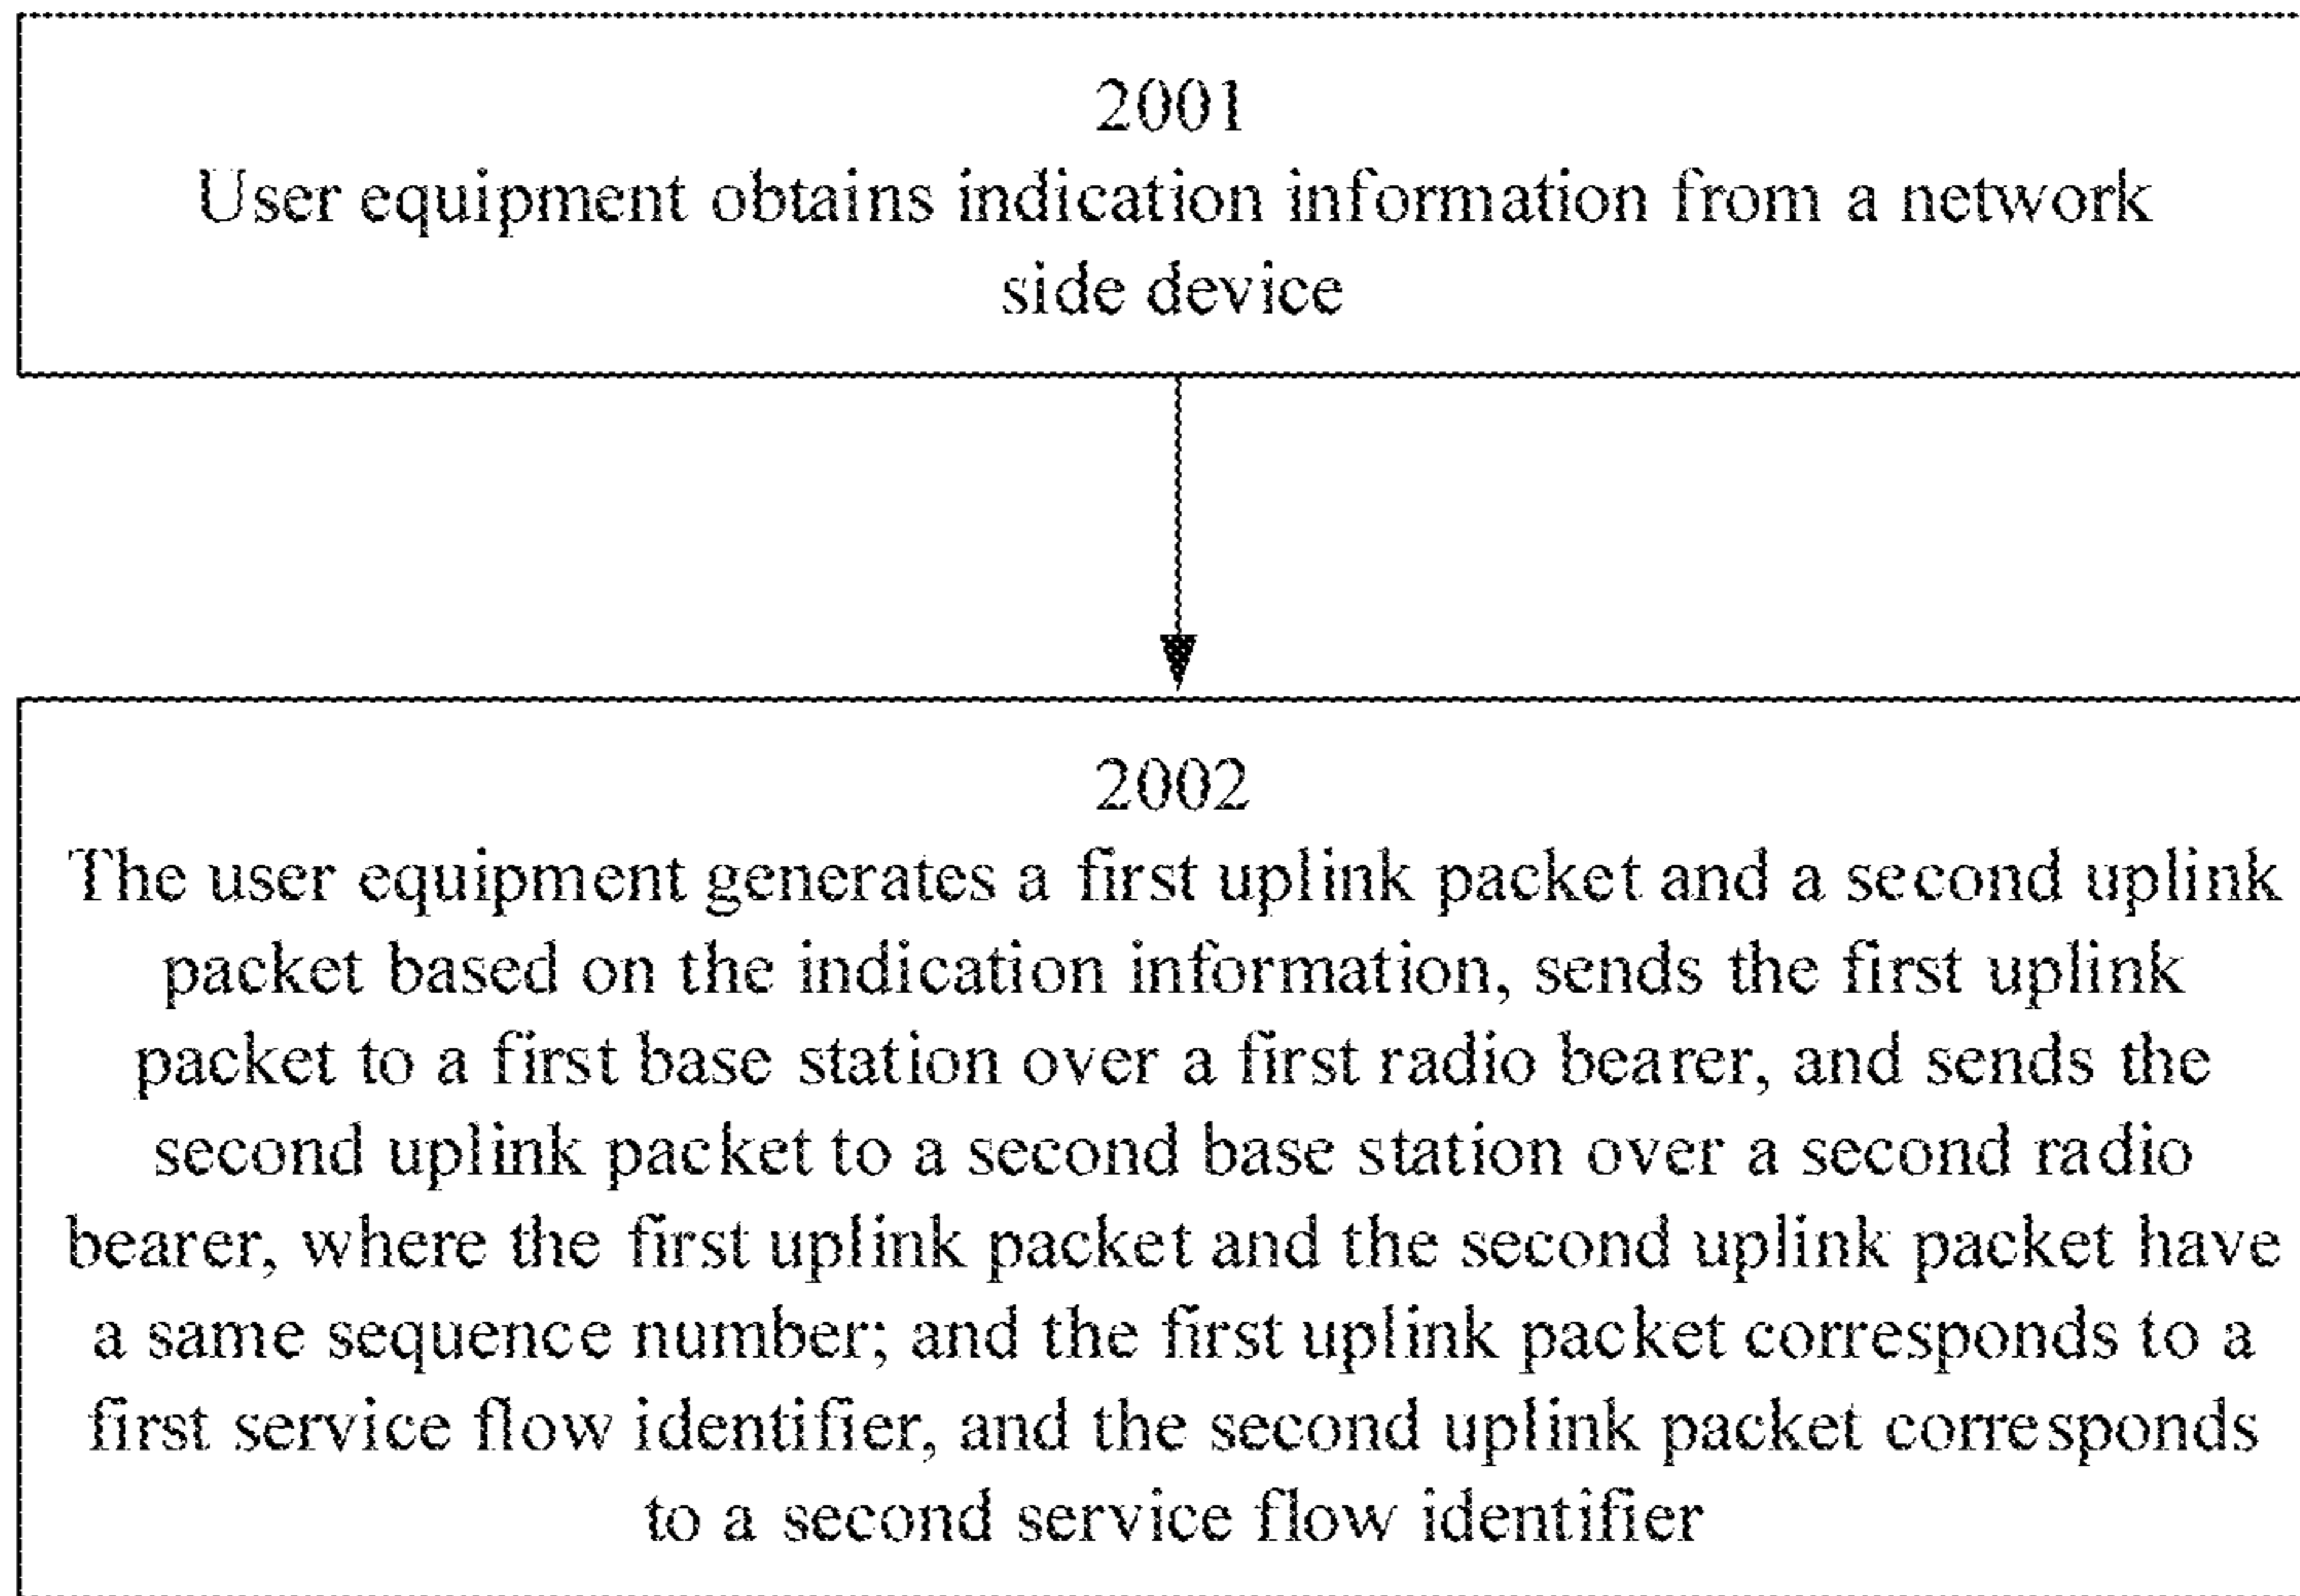 2001
User equipment obtains indication information from a network
side device
2002
The user equipment generates a first uplink packet and a second uplink
packet based on the indication information, sends the first uplink
packet to a first base station over a first radio bearer, and sends the
second uplink packet to a second base station over a second radio
bearer, where the first uplink packet and the second uplink packet have
a same sequence number; and the first uplink packet corresponds to a
first service flow identifier, and the second uplink packet corresponds
to a second service flow identifier